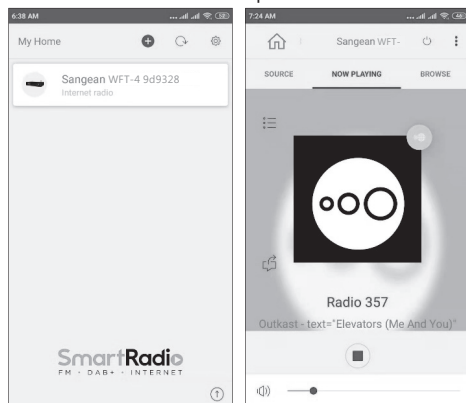 6:38 AM
My Home
Sangean WFT-4 9d9328
Internet radio
SmartRadio
FM · DAB+ · INTERNET
7:24 AM
Sangean WFT-
SOURCE
NOW PLAYING
BROWSE
Radio 357
Outkast - text="Elevators (Me And You)"